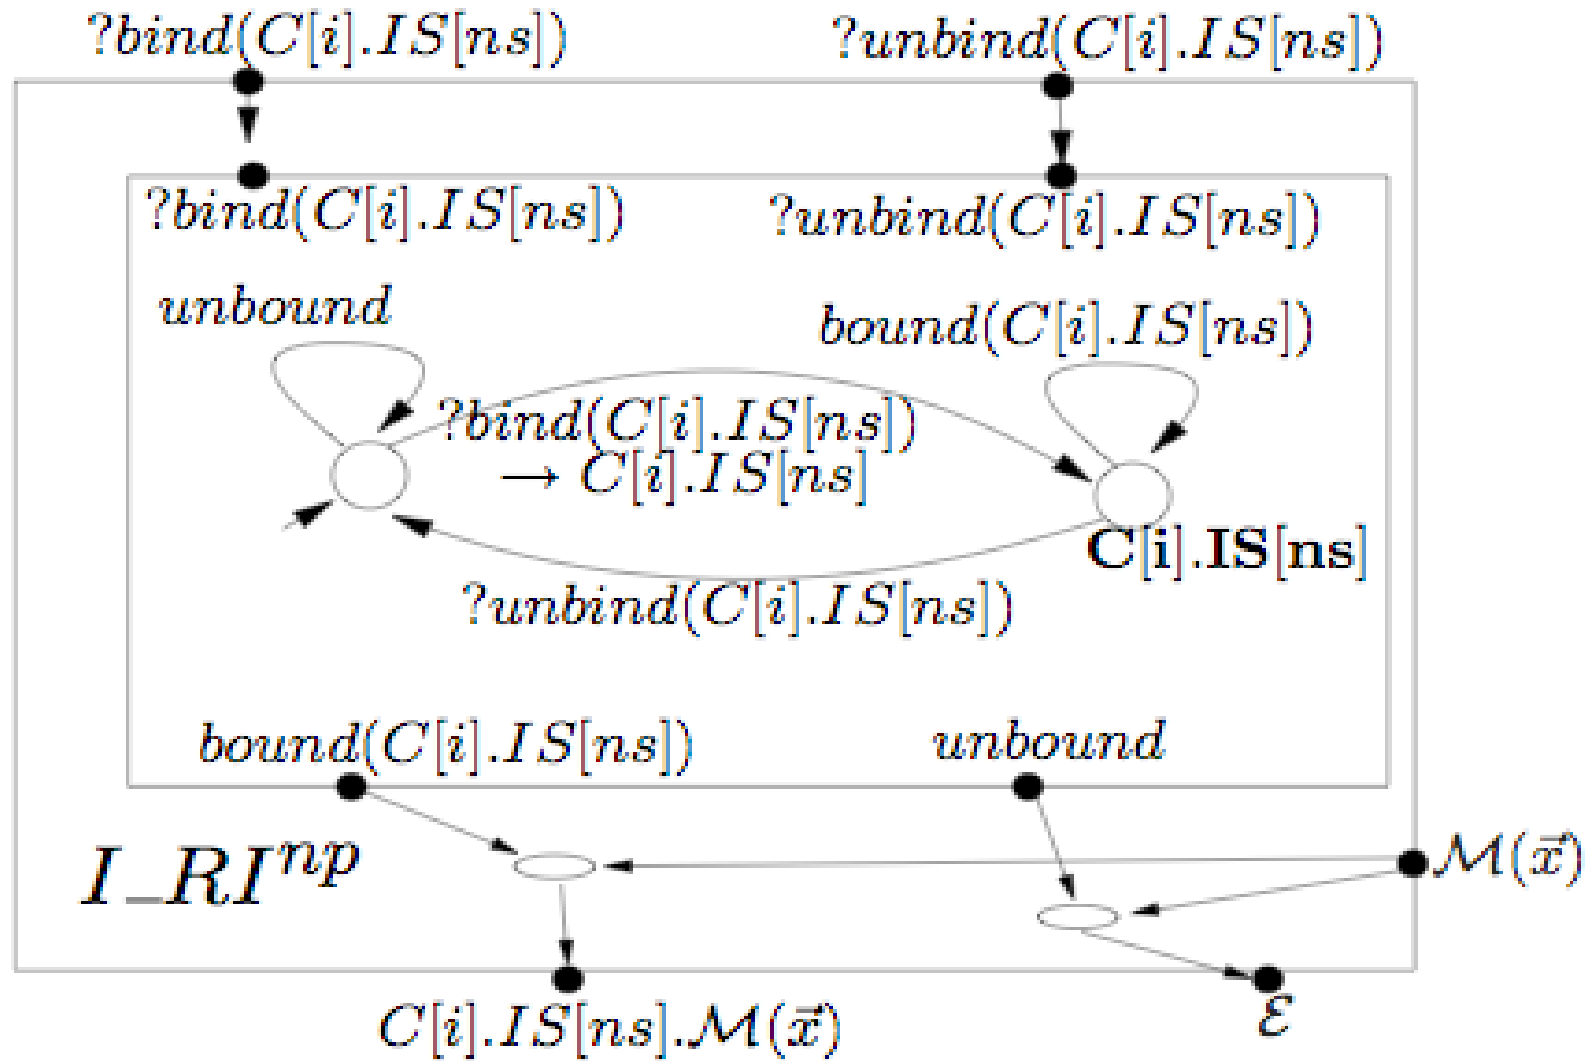 ?bind(C[i].IS[ns])
?unbind(C[i].IS[ns])
?bind(C[i].IS[ns])
?unbind(C[i].IS[ns])
unbound
bound(C[i].IS[ns])
?bind(C[i].IS[ns])
→ C[i].IS[ns]
C[i].IS[ns]
?unbind(C[i].IS[ns])
bound(C[i].IS[ns])
unbound
I_RI^{np}
𝓜(x⃗)
C[i].IS[ns].𝓜(x⃗)
ℰ